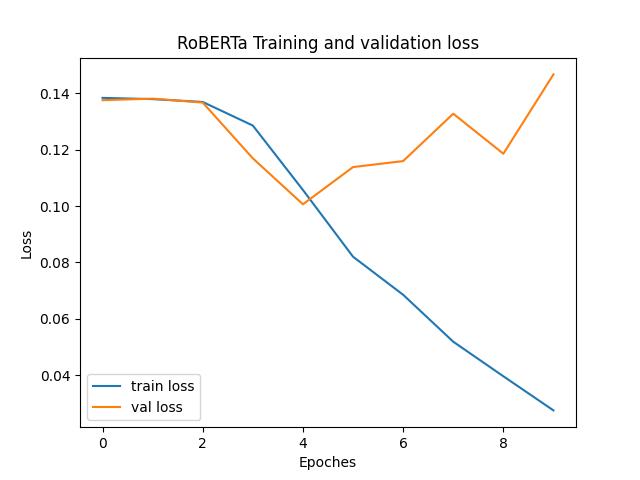 RoBERTa Training and validation loss
0.14
0.12
0.10
0.08
0.06
0.04
Loss
train loss
val loss
0 2 4 6 8
Epoches